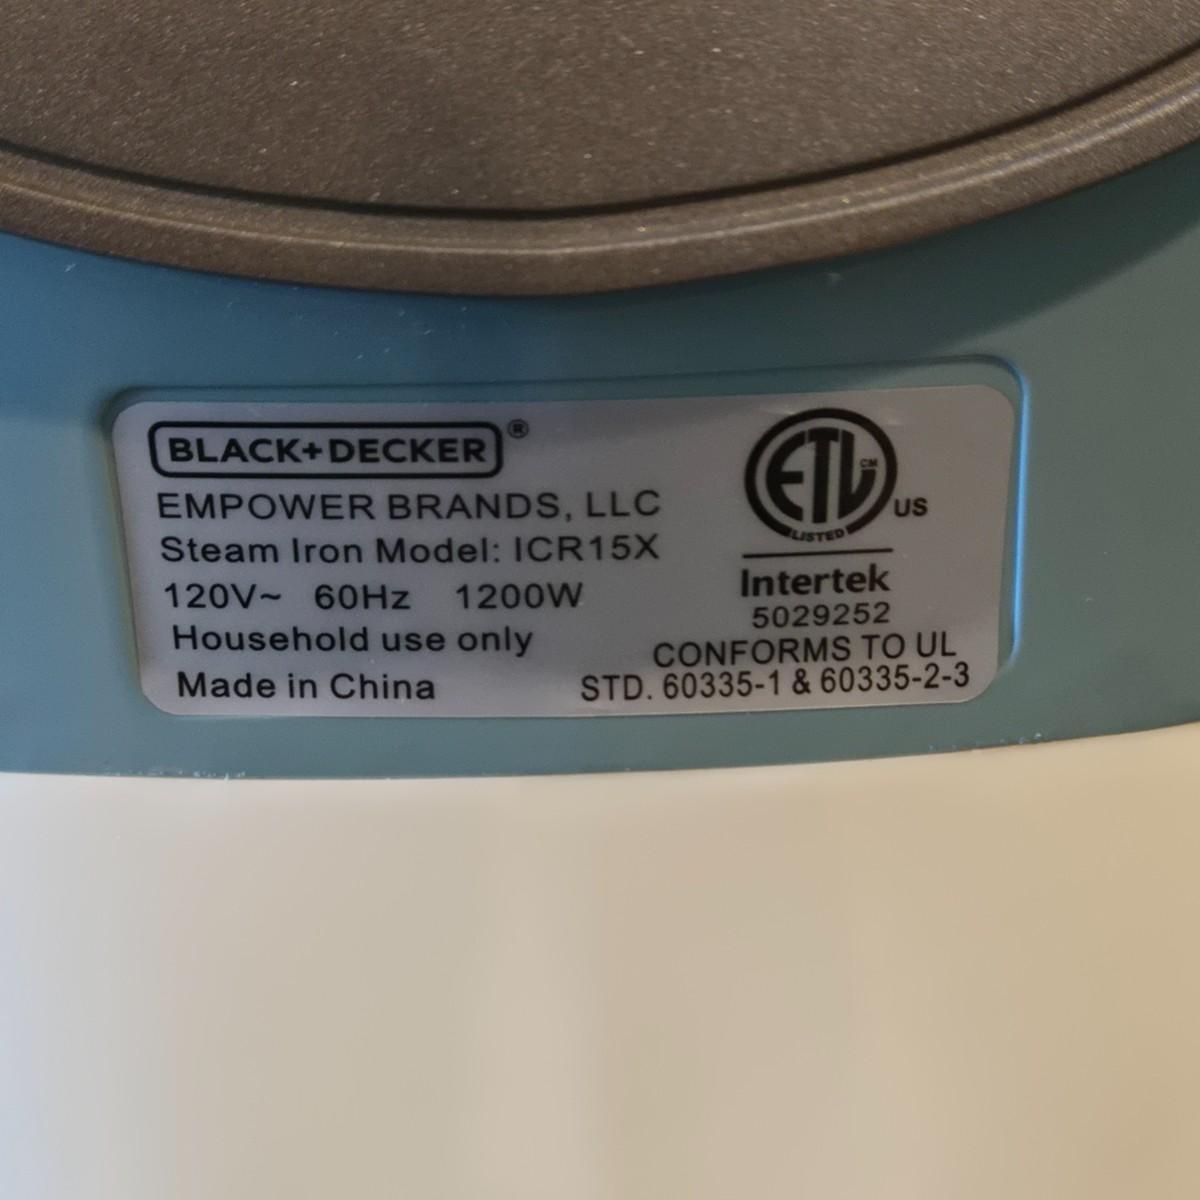 BLACK+DECKER®
EMPOWER BRANDS, LLC
Steam Iron Model: ICR15X
120V~ 60Hz 1200W
Household use only
Made in China
ETL CM
LISTED
US
Intertek
5029252
CONFORMS TO UL
STD. 60335-1 & 60335-2-3